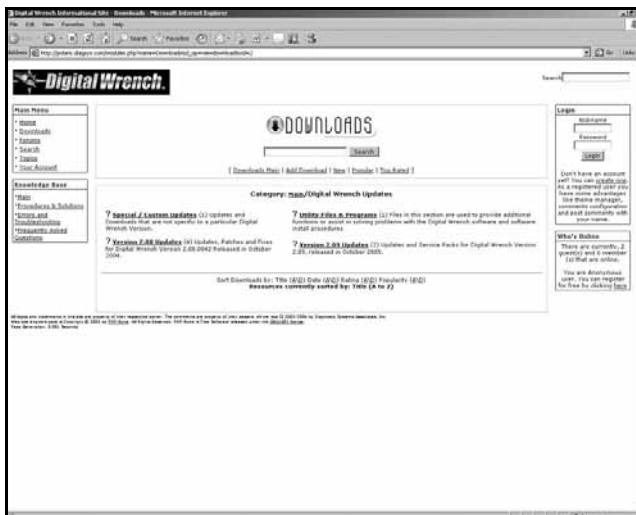 Digital Wrench International Site - Downloads - Microsoft Internet Explorer
File Edit View Favorites Tools Help
Search Favorites
Address
Go Links
Digital Wrench.
Search
Main Menu
· Home
· Downloads
· Forums
· Search
· Topics
· Your Account
Knowledge Base
*Main
*Procedures & Solutions
*Errors and
Troubleshooting
*Frequently Asked
Questions
DOWNLOADS
Search
[ Downloads Main | Add Download | New | Popular | Top Rated ]
Category: Main/Digital Wrench Updates
? Special / Custom Updates (1) Updates and
Downloads that are not specific to a particular Digital
Wrench Version.
? Utility Files & Programs (1) Files in this section are used to provide additional
functions or assist in solving problems with the Digital Wrench software and software
install procedures.
? Version 2.08 Updates (4) Updates, Patches and Fixes
for Digital Wrench Version 2.08.0042 Released in October
2004.
? Version 2.09 Updates (2) Updates and Service Packs for Digital Wrench Version
2.09, released in October 2005.
Sort Downloads by: Title (A\D) Date (A\D) Rating (A\D) Popularity (A\D)
Resources currently sorted by: Title (A to Z)
Login
Nickname
Password
Login
Don't have an account
yet? You can create one.
As a registered user you
have some advantages
like theme manager,
comments configuration
and post comments with
your name.
Who's Online
There are currently, 2
guest(s) and 0 member
(s) that are online.
You are Anonymous
user. You can register
for free by clicking here